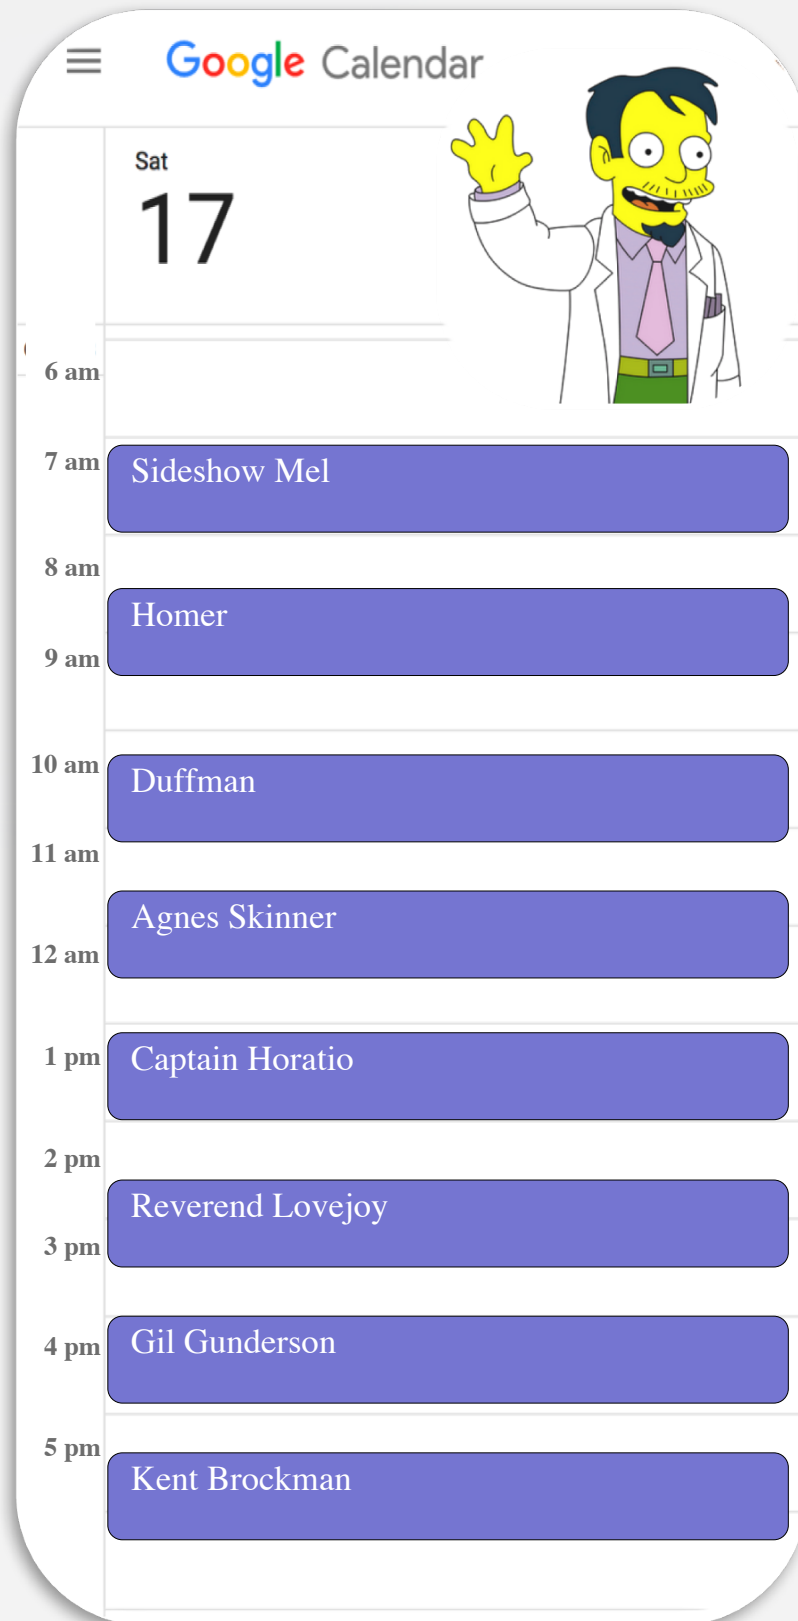 Google Calendar
Sat
17
6 am
7 am
Sideshow Mel
8 am
Homer
9 am
10 am
Duffman
11 am
Agnes Skinner
12 am
1 pm
Captain Horatio
2 pm
Reverend Lovejoy
3 pm
4 pm
Gil Gunderson
5 pm
Kent Brockman